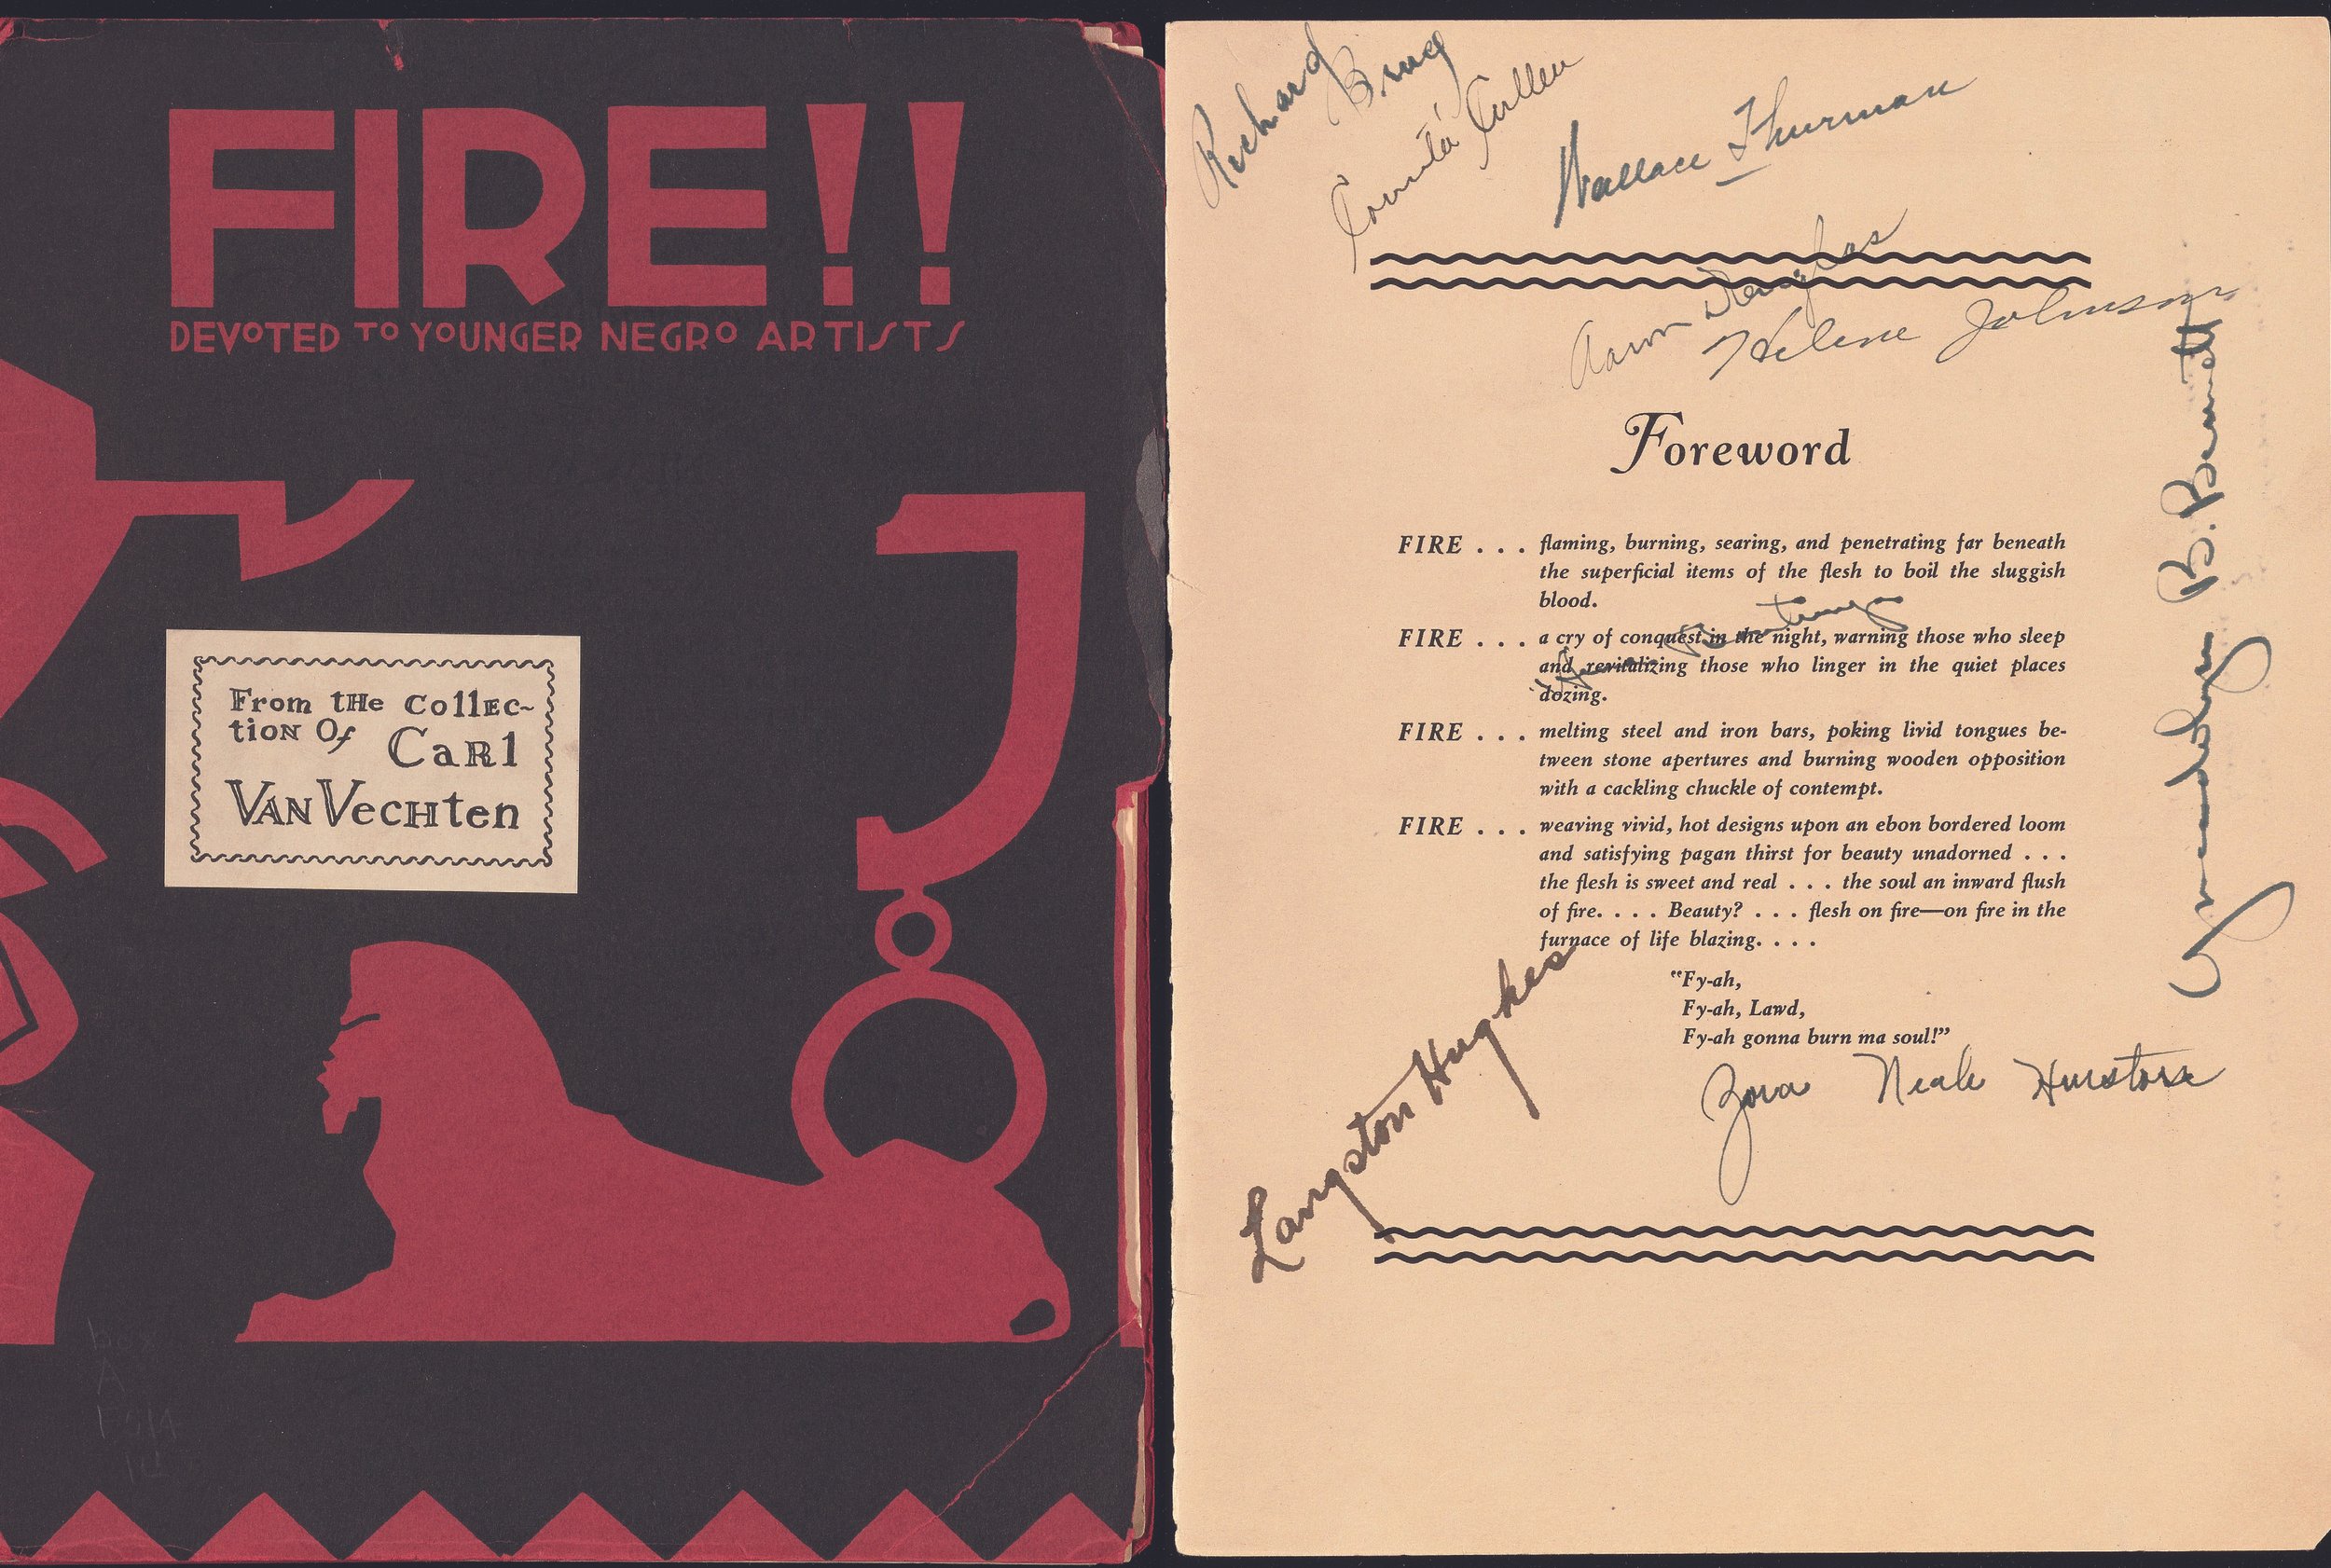 FIRE!!
DEVOTED TO YOUNGER NEGRO ARTISTS
From tHe collEc~
tioN Of CaRl
VAN VecHten
Richard Bruce
Countée Cullen
Wallace Thurman
Aaron Douglas
Helene Johnson
Foreword
FIRE . . . flaming, burning, searing, and penetrating far beneath
the superficial items of the flesh to boil the sluggish
blood.
FIRE . . . a cry of conquest in the night, warning those who sleep
and revitalizing those who linger in the quiet places
dozing.
FIRE . . . melting steel and iron bars, poking livid tongues be-
tween stone apertures and burning wooden opposition
with a cackling chuckle of contempt.
FIRE . . . weaving vivid, hot designs upon an ebon bordered loom
and satisfying pagan thirst for beauty unadorned . . .
the flesh is sweet and real . . . the soul an inward flush
of fire. . . . Beauty? . . . flesh on fire—on fire in the
furnace of life blazing. . . .
"Fy-ah,
Fy-ah, Lawd,
Fy-ah gonna burn ma soul!"
Gwendolyn B. Bennett
Langston Hughes
Zora Neale Hurston